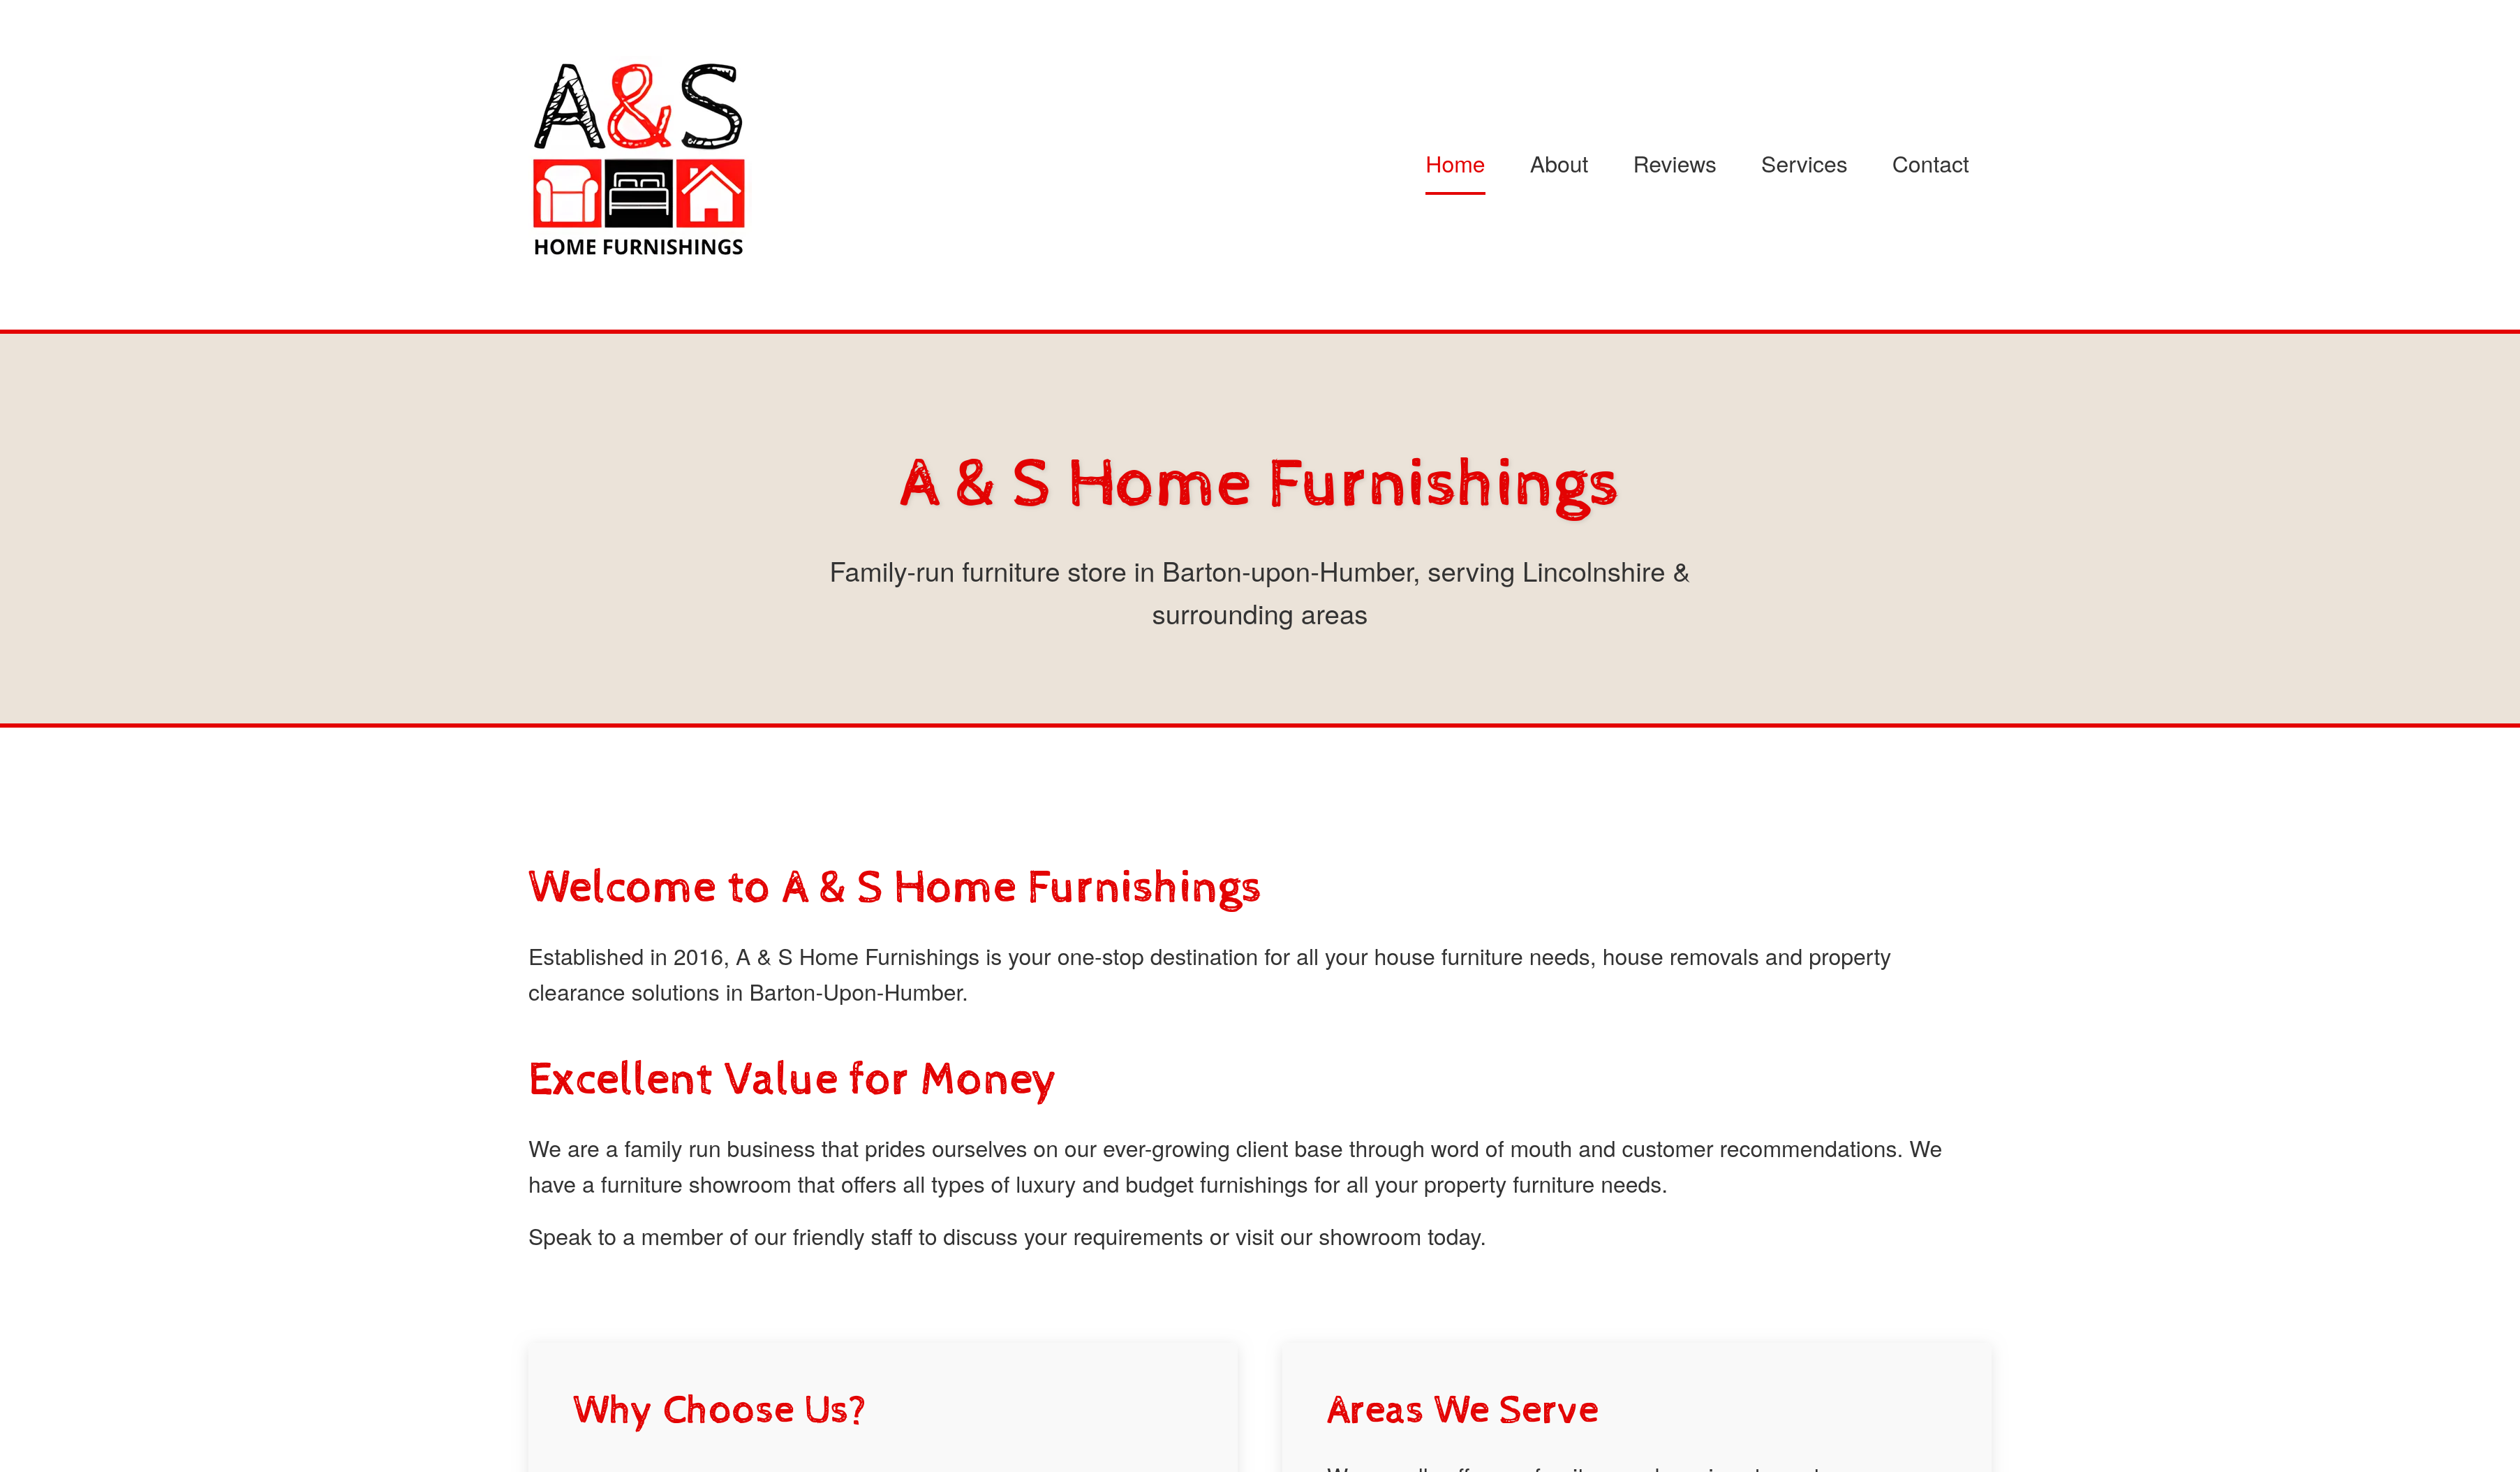 A&S
HOME FURNISHINGS
Home About Reviews Services Contact
A & S Home Furnishings
Family-run furniture store in Barton-upon-Humber, serving Lincolnshire &
surrounding areas
Welcome to A & S Home Furnishings
Established in 2016, A & S Home Furnishings is your one-stop destination for all your house furniture needs, house removals and property
clearance solutions in Barton-Upon-Humber.
Excellent Value for Money
We are a family run business that prides ourselves on our ever-growing client base through word of mouth and customer recommendations. We
have a furniture showroom that offers all types of luxury and budget furnishings for all your property furniture needs.
Speak to a member of our friendly staff to discuss your requirements or visit our showroom today.
Why Choose Us?
Areas We Serve